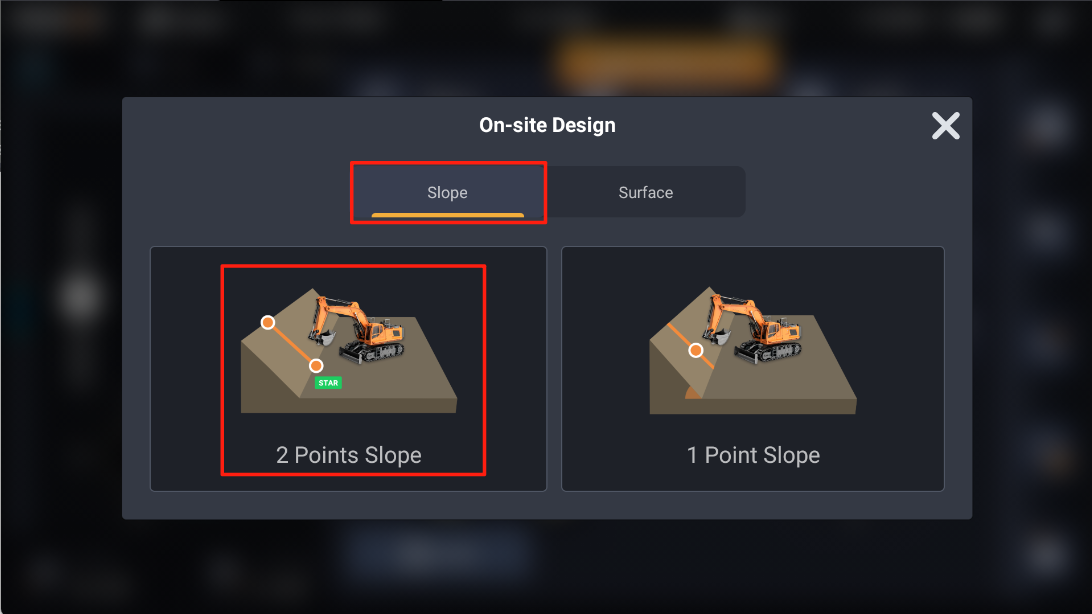 On-site Design
Slope
Surface
STAR
2 Points Slope
1 Point Slope